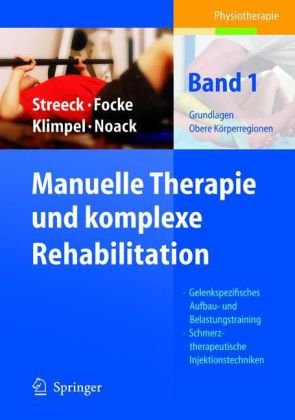 Physiotherapie
Streeck · Focke
Klimpel · Noack
Band 1
Grundlagen
Obere Körperregionen
Manuelle Therapie
und komplexe
Rehabilitation
· Gelenkspezifisches
Aufbau- und
Belastungstraining
· Schmerz-
therapeutische
Injektionstechniken
Springer